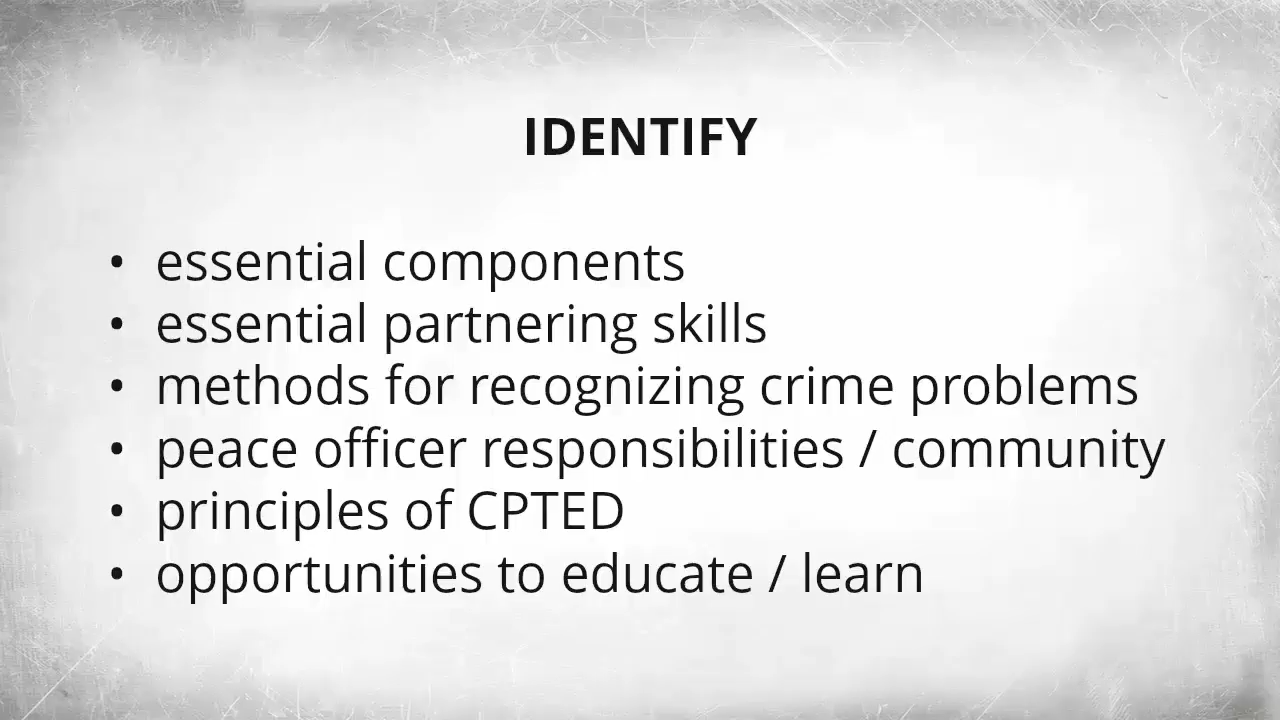 IDENTIFY
• essential components
• essential partnering skills
• methods for recognizing crime problems
• peace officer responsibilities / community
• principles of CPTED
• opportunities to educate / learn